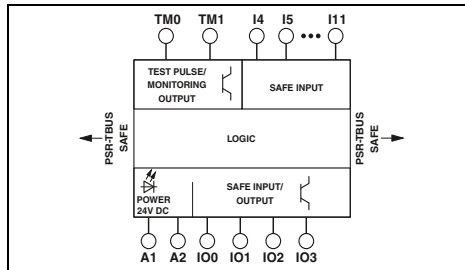 TM0 TM1 I4 I5 I11
TEST PULSE/
MONITORING
OUTPUT
SAFE INPUT
PSR-TBUS
SAFE
LOGIC
PSR-TBUS
SAFE
POWER
24V DC
SAFE INPUT/
OUTPUT
A1 A2 IO0 IO1 IO2 IO3